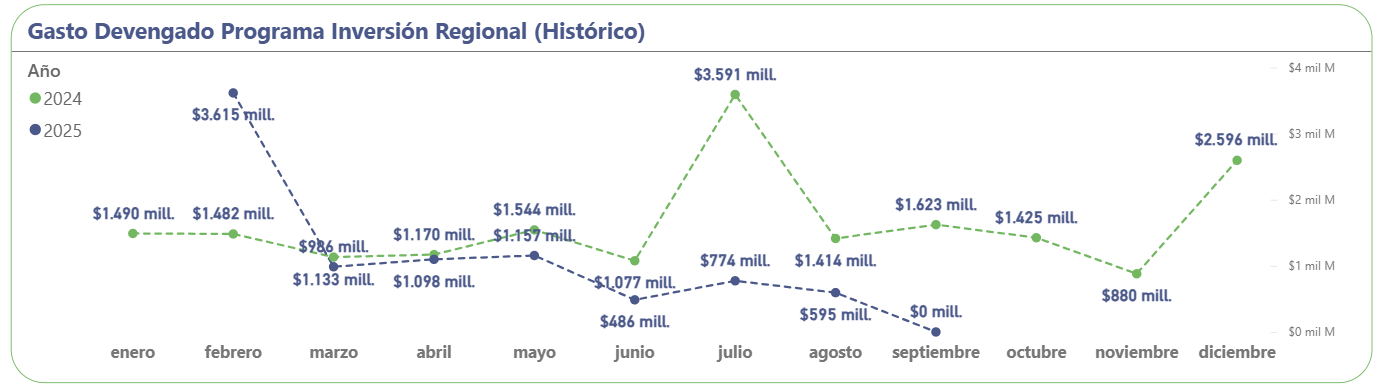 Gasto Devengado Programa Inversión Regional (Histórico)
Año
2024
2025
$3.591 mill.
$4 mil M
$3.615 mill.
$3 mil M
$2.596 mill.
$1.490 mill.
$1.482 mill.
$986 mill.
$1.133 mill.
$1.170 mill.
$1.098 mill.
$1.544 mill.
$1.157 mill.
$1.077 mill.
$486 mill.
$774 mill.
$1.414 mill.
$595 mill.
$1.623 mill.
$0 mill.
$1.425 mill.
$880 mill.
$2 mil M
$1 mil M
$0 mil M
enero febrero marzo abril mayo junio julio agosto septiembre octubre noviembre diciembre